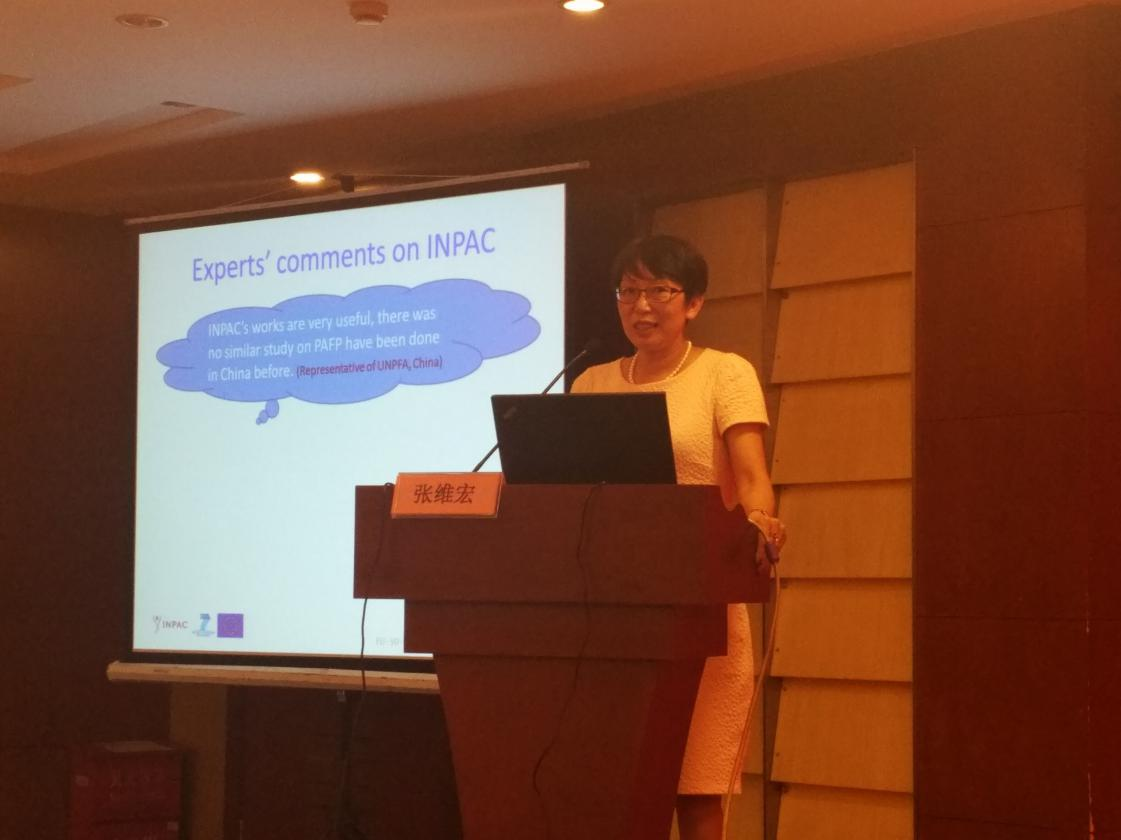 Experts' comments on INPAC
INPAC's works are very useful, there was
no similar study on PAFP have been done
in China before. (Representative of UNPFA, China)
张维宏
INPAC